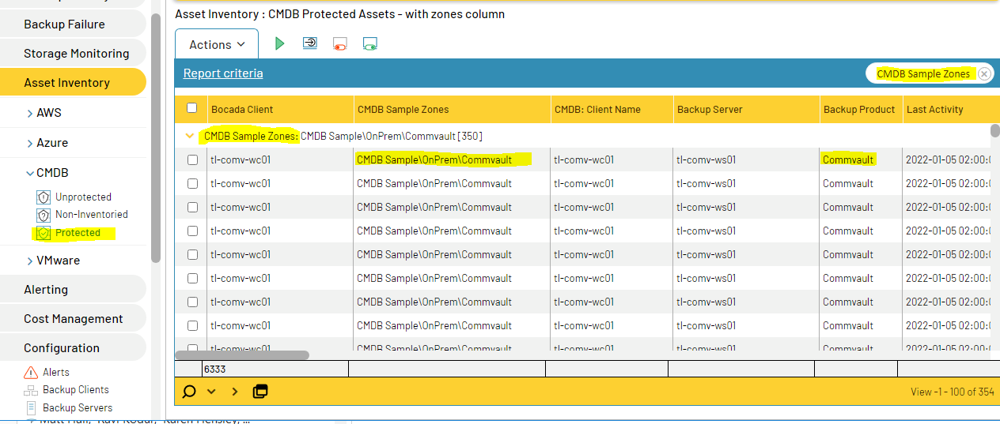 Backup Failure
Storage Monitoring
Asset Inventory
AWS
Azure
CMDB
Unprotected
Non-Inventoried
Protected
VMware
Alerting
Cost Management
Configuration
Alerts
Backup Clients
Backup Servers
Asset Inventory : CMDB Protected Assets - with zones column
Actions
Report criteria CMDB Sample Zones
Bocada Client CMDB Sample Zones CMDB: Client Name Backup Server Backup Product Last Activity
CMDB Sample Zones: CMDB Sample\OnPrem\Commvault [350]
tl-comv-wc01 CMDB Sample\OnPrem\Commvault tl-comv-wc01 tl-comv-ws01 Commvault 2022-01-05 02:00:
tl-comv-wc01 CMDB Sample\OnPrem\Commvault tl-comv-wc01 tl-comv-ws01 Commvault 2022-01-05 02:00:
tl-comv-wc01 CMDB Sample\OnPrem\Commvault tl-comv-wc01 tl-comv-ws01 Commvault 2022-01-05 02:00:
tl-comv-wc01 CMDB Sample\OnPrem\Commvault tl-comv-wc01 tl-comv-ws01 Commvault 2022-01-05 02:00:
tl-comv-wc01 CMDB Sample\OnPrem\Commvault tl-comv-wc01 tl-comv-ws01 Commvault 2022-01-05 02:00:
tl-comv-wc01 CMDB Sample\OnPrem\Commvault tl-comv-wc01 tl-comv-ws01 Commvault 2022-01-05 02:00:
tl-comv-wc01 CMDB Sample\OnPrem\Commvault tl-comv-wc01 tl-comv-ws01 Commvault 2022-01-05 02:00:
tl-comv-wc01 CMDB Sample\OnPrem\Commvault tl-comv-wc01 tl-comv-ws01 Commvault 2022-01-05 02:00:
tl-comv-wc01 CMDB Sample\OnPrem\Commvault tl-comv-wc01 tl-comv-ws01 Commvault 2022-01-05 02:00:
6333
View -1 - 100 of 354